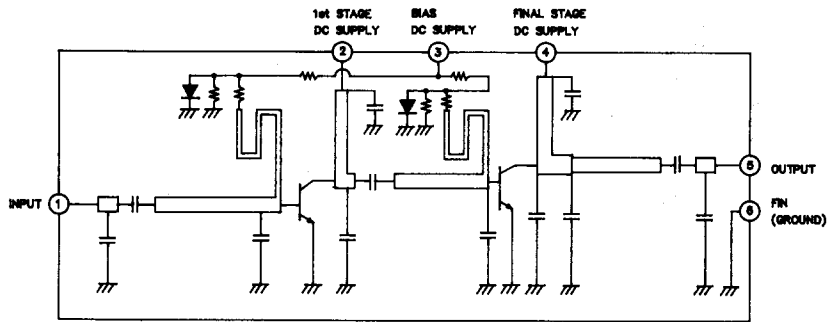 1st STAGE
DC SUPPLY
BIAS
DC SUPPLY
FINAL STAGE
DC SUPPLY
2
3
4
INPUT 1
5 OUTPUT
6 FIN
(GROUND)